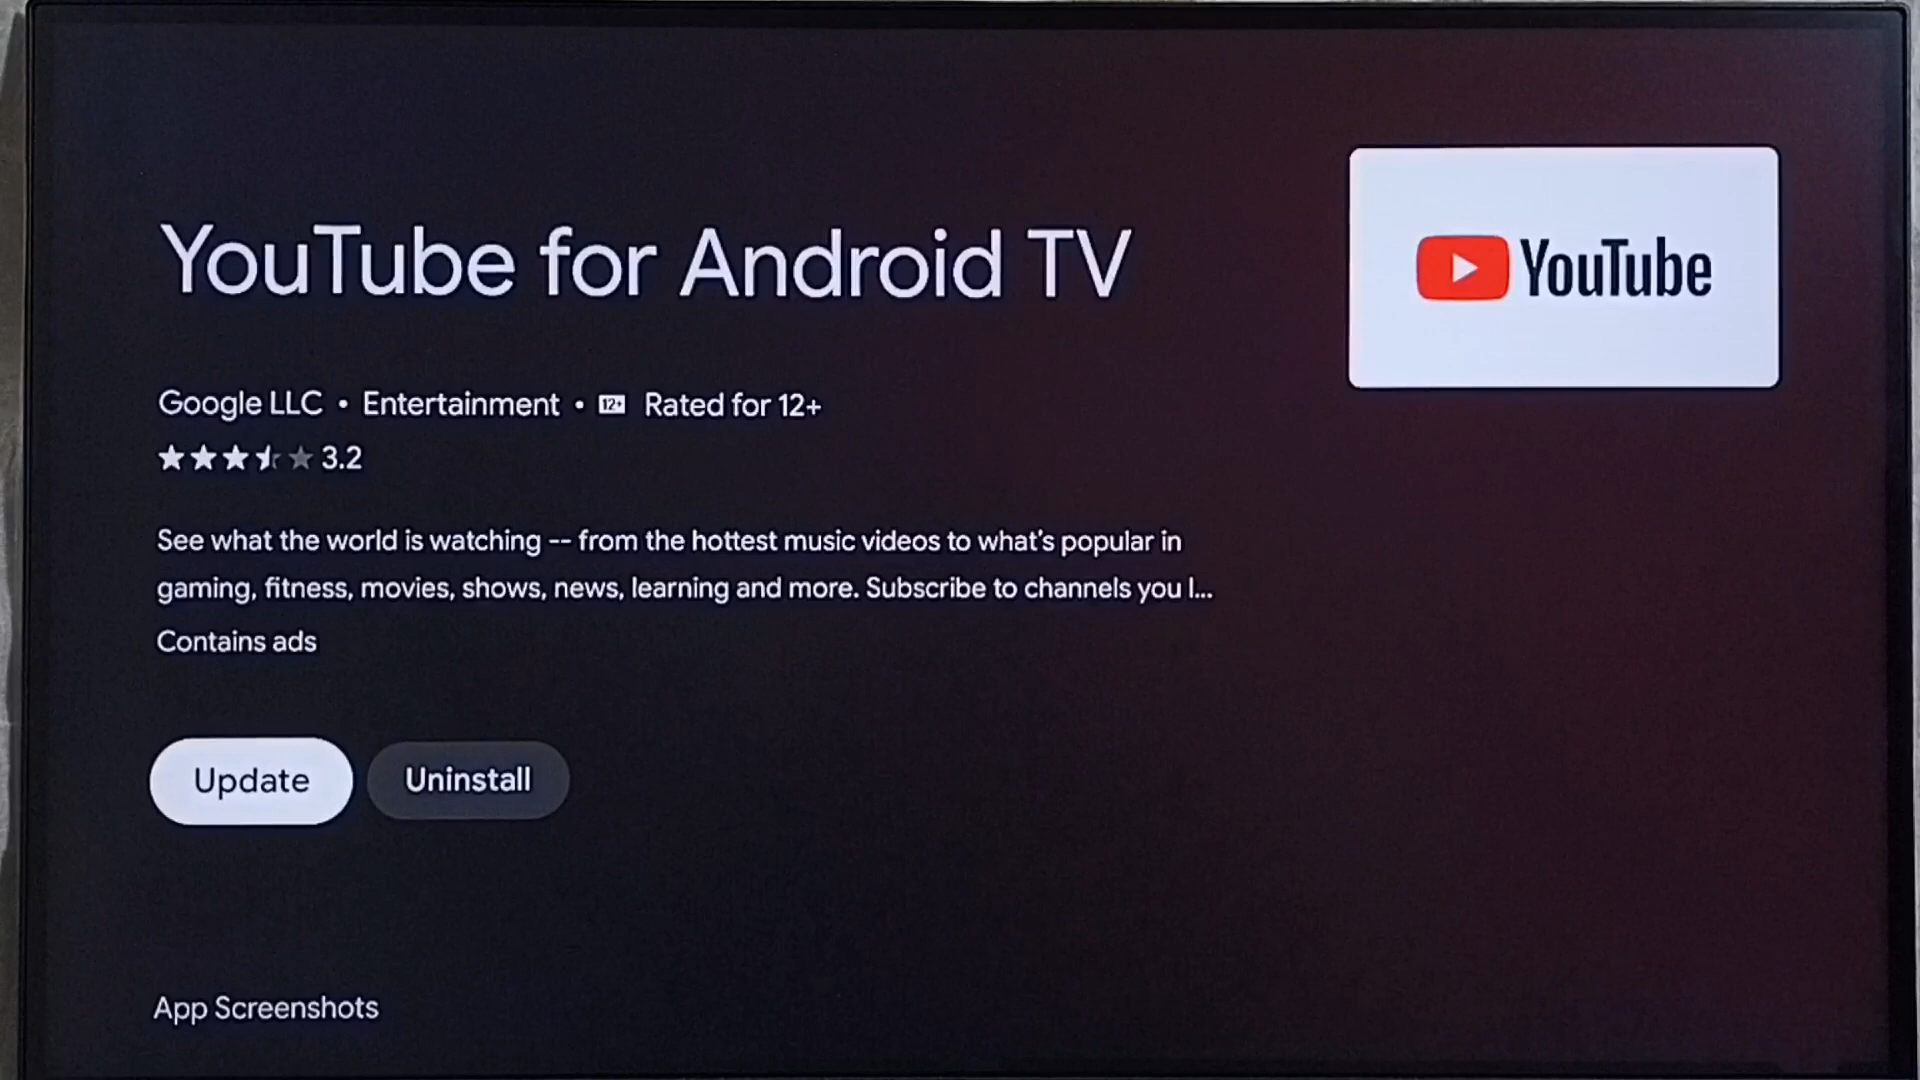 YouTube for Android TV
YouTube
Google LLC • Entertainment • 12+ Rated for 12+
3.2
See what the world is watching -- from the hottest music videos to what's popular in
gaming, fitness, movies, shows, news, learning and more. Subscribe to channels you l...
Contains ads
Update
Uninstall
App Screenshots